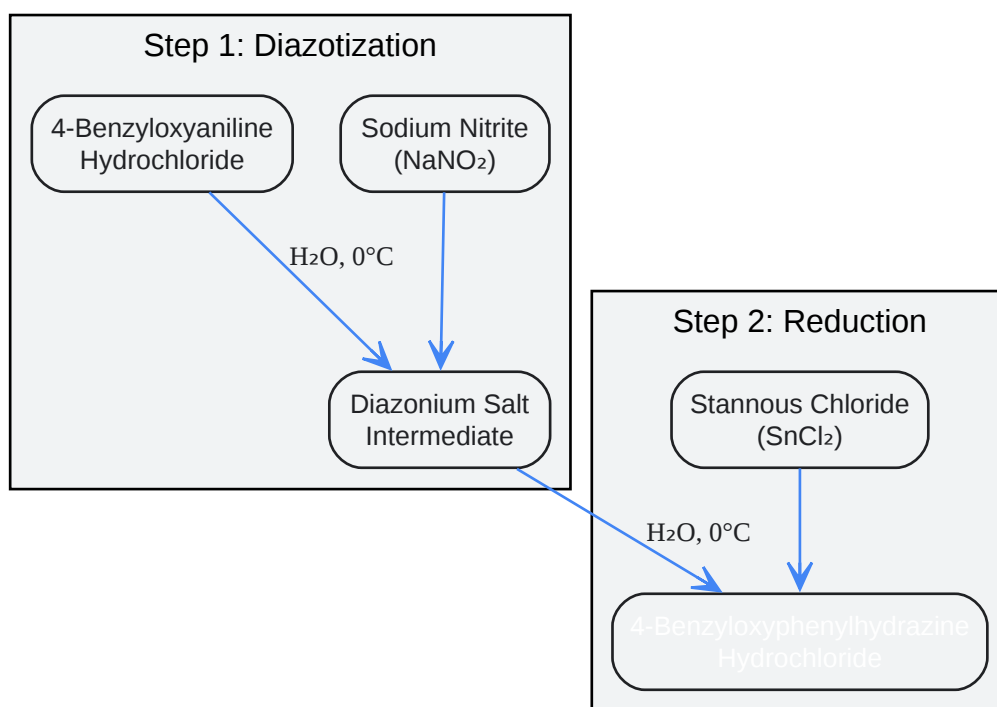 Step 1: Diazotization
4-Benzyloxyaniline
Hydrochloride
Sodium Nitrite
(NaNO₂)
H₂O, 0°C
Diazonium Salt
Intermediate
Step 2: Reduction
Stannous Chloride
(SnCl₂)
H₂O, 0°C
4-Benzyloxyphenylhydrazine
Hydrochloride